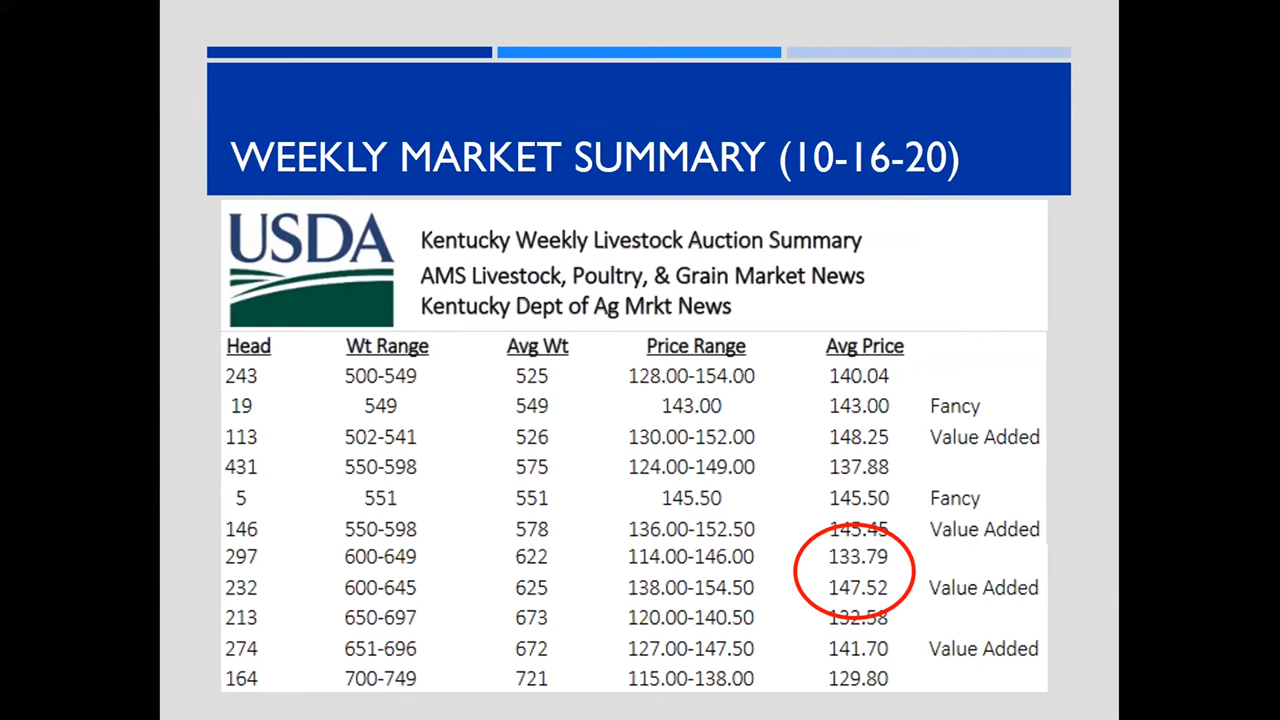 WEEKLY MARKET SUMMARY (10-16-20)
USDA
Kentucky Weekly Livestock Auction Summary
AMS Livestock, Poultry, & Grain Market News
Kentucky Dept of Ag Mrkt News
Head Wt Range Avg Wt Price Range Avg Price
243 500-549 525 128.00-154.00 140.04
19 549 549 143.00 143.00 Fancy
113 502-541 526 130.00-152.00 148.25 Value Added
431 550-598 575 124.00-149.00 137.88
5 551 551 145.50 145.50 Fancy
146 550-598 578 136.00-152.50 145.45 Value Added
297 600-649 622 114.00-146.00 133.79
232 600-645 625 138.00-154.50 147.52 Value Added
213 650-697 673 120.00-140.50 132.58
274 651-696 672 127.00-147.50 141.70 Value Added
164 700-749 721 115.00-138.00 129.80